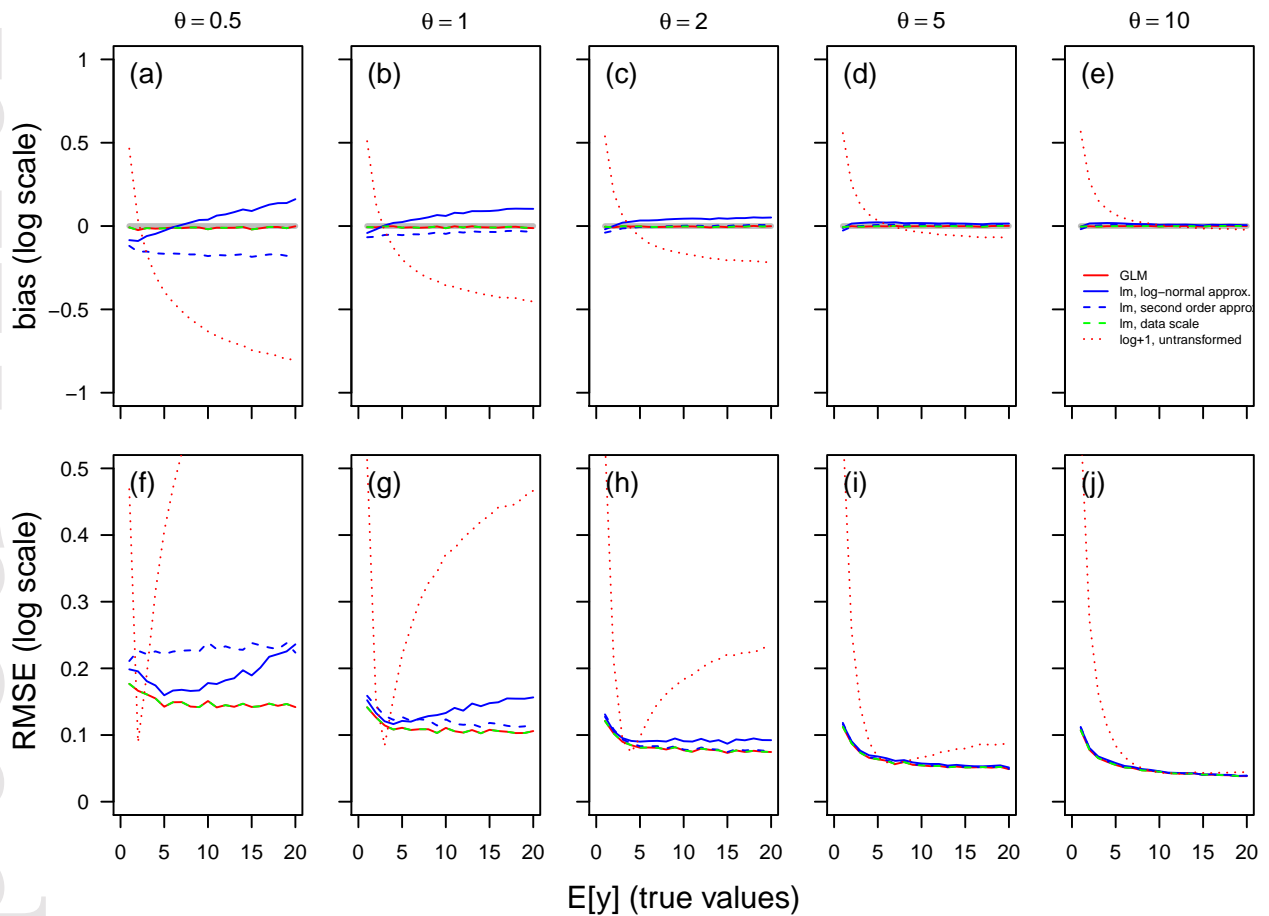 θ = 0.5
θ = 1
θ = 2
θ = 5
θ = 10
bias (log scale)
1
0.5
0
−0.5
−1
(a)
(b)
(c)
(d)
(e)
GLM
lm, log−normal approx.
lm, second order appro
lm, data scale
log+1, untransformed
RMSE (log scale)
0.5
0.4
0.3
0.2
0.1
0
(f)
(g)
(h)
(i)
(j)
0 5 10 15 20
0 5 10 15 20
0 5 10 15 20
0 5 10 15 20
0 5 10 15 20
E[y] (true values)